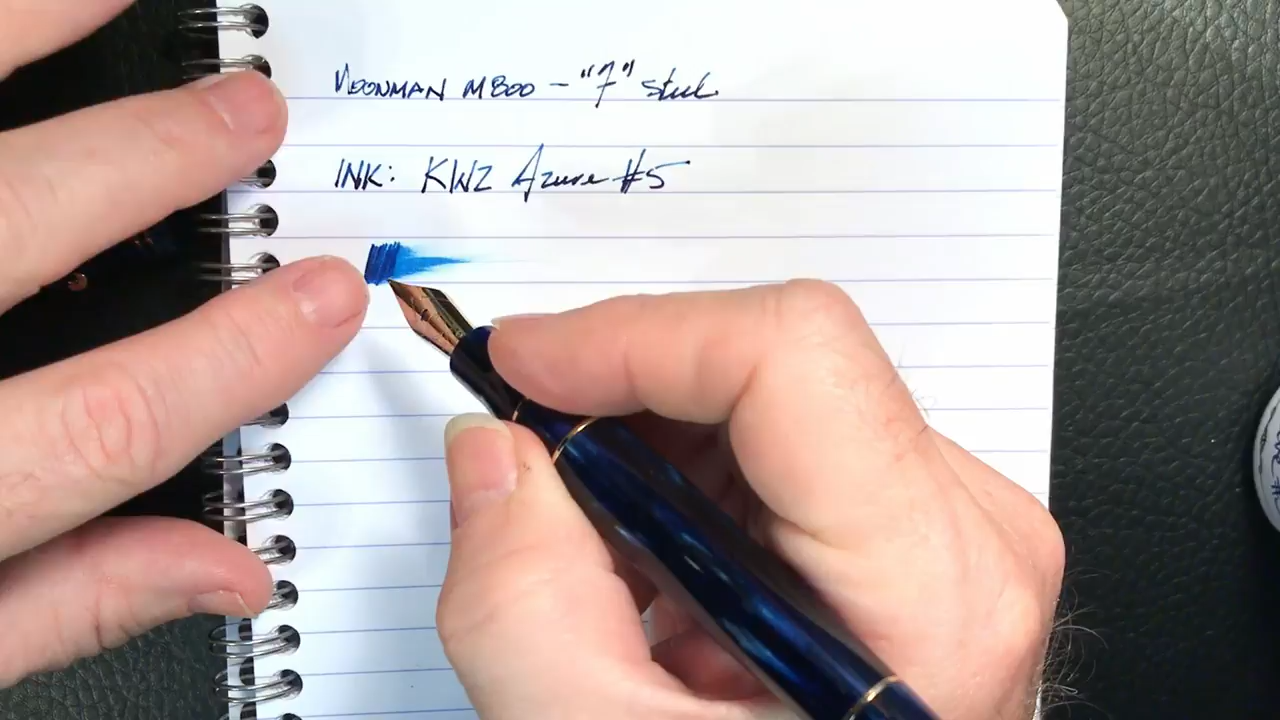 MOONMAN M800 – "F" steel
INK: KWZ Azure #5